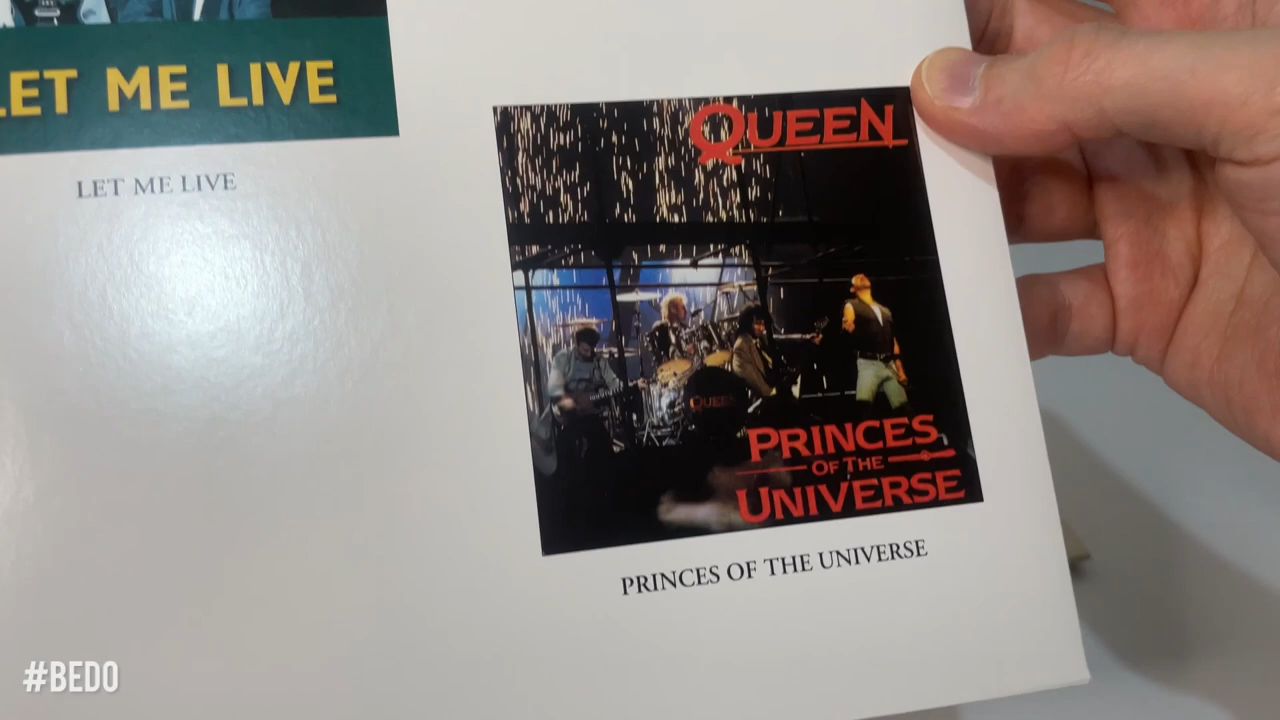 LET ME LIVE
LET ME LIVE
QUEEN
QUEEN
PRINCES
OF THE
UNIVERSE
PRINCES OF THE UNIVERSE
#BEDO